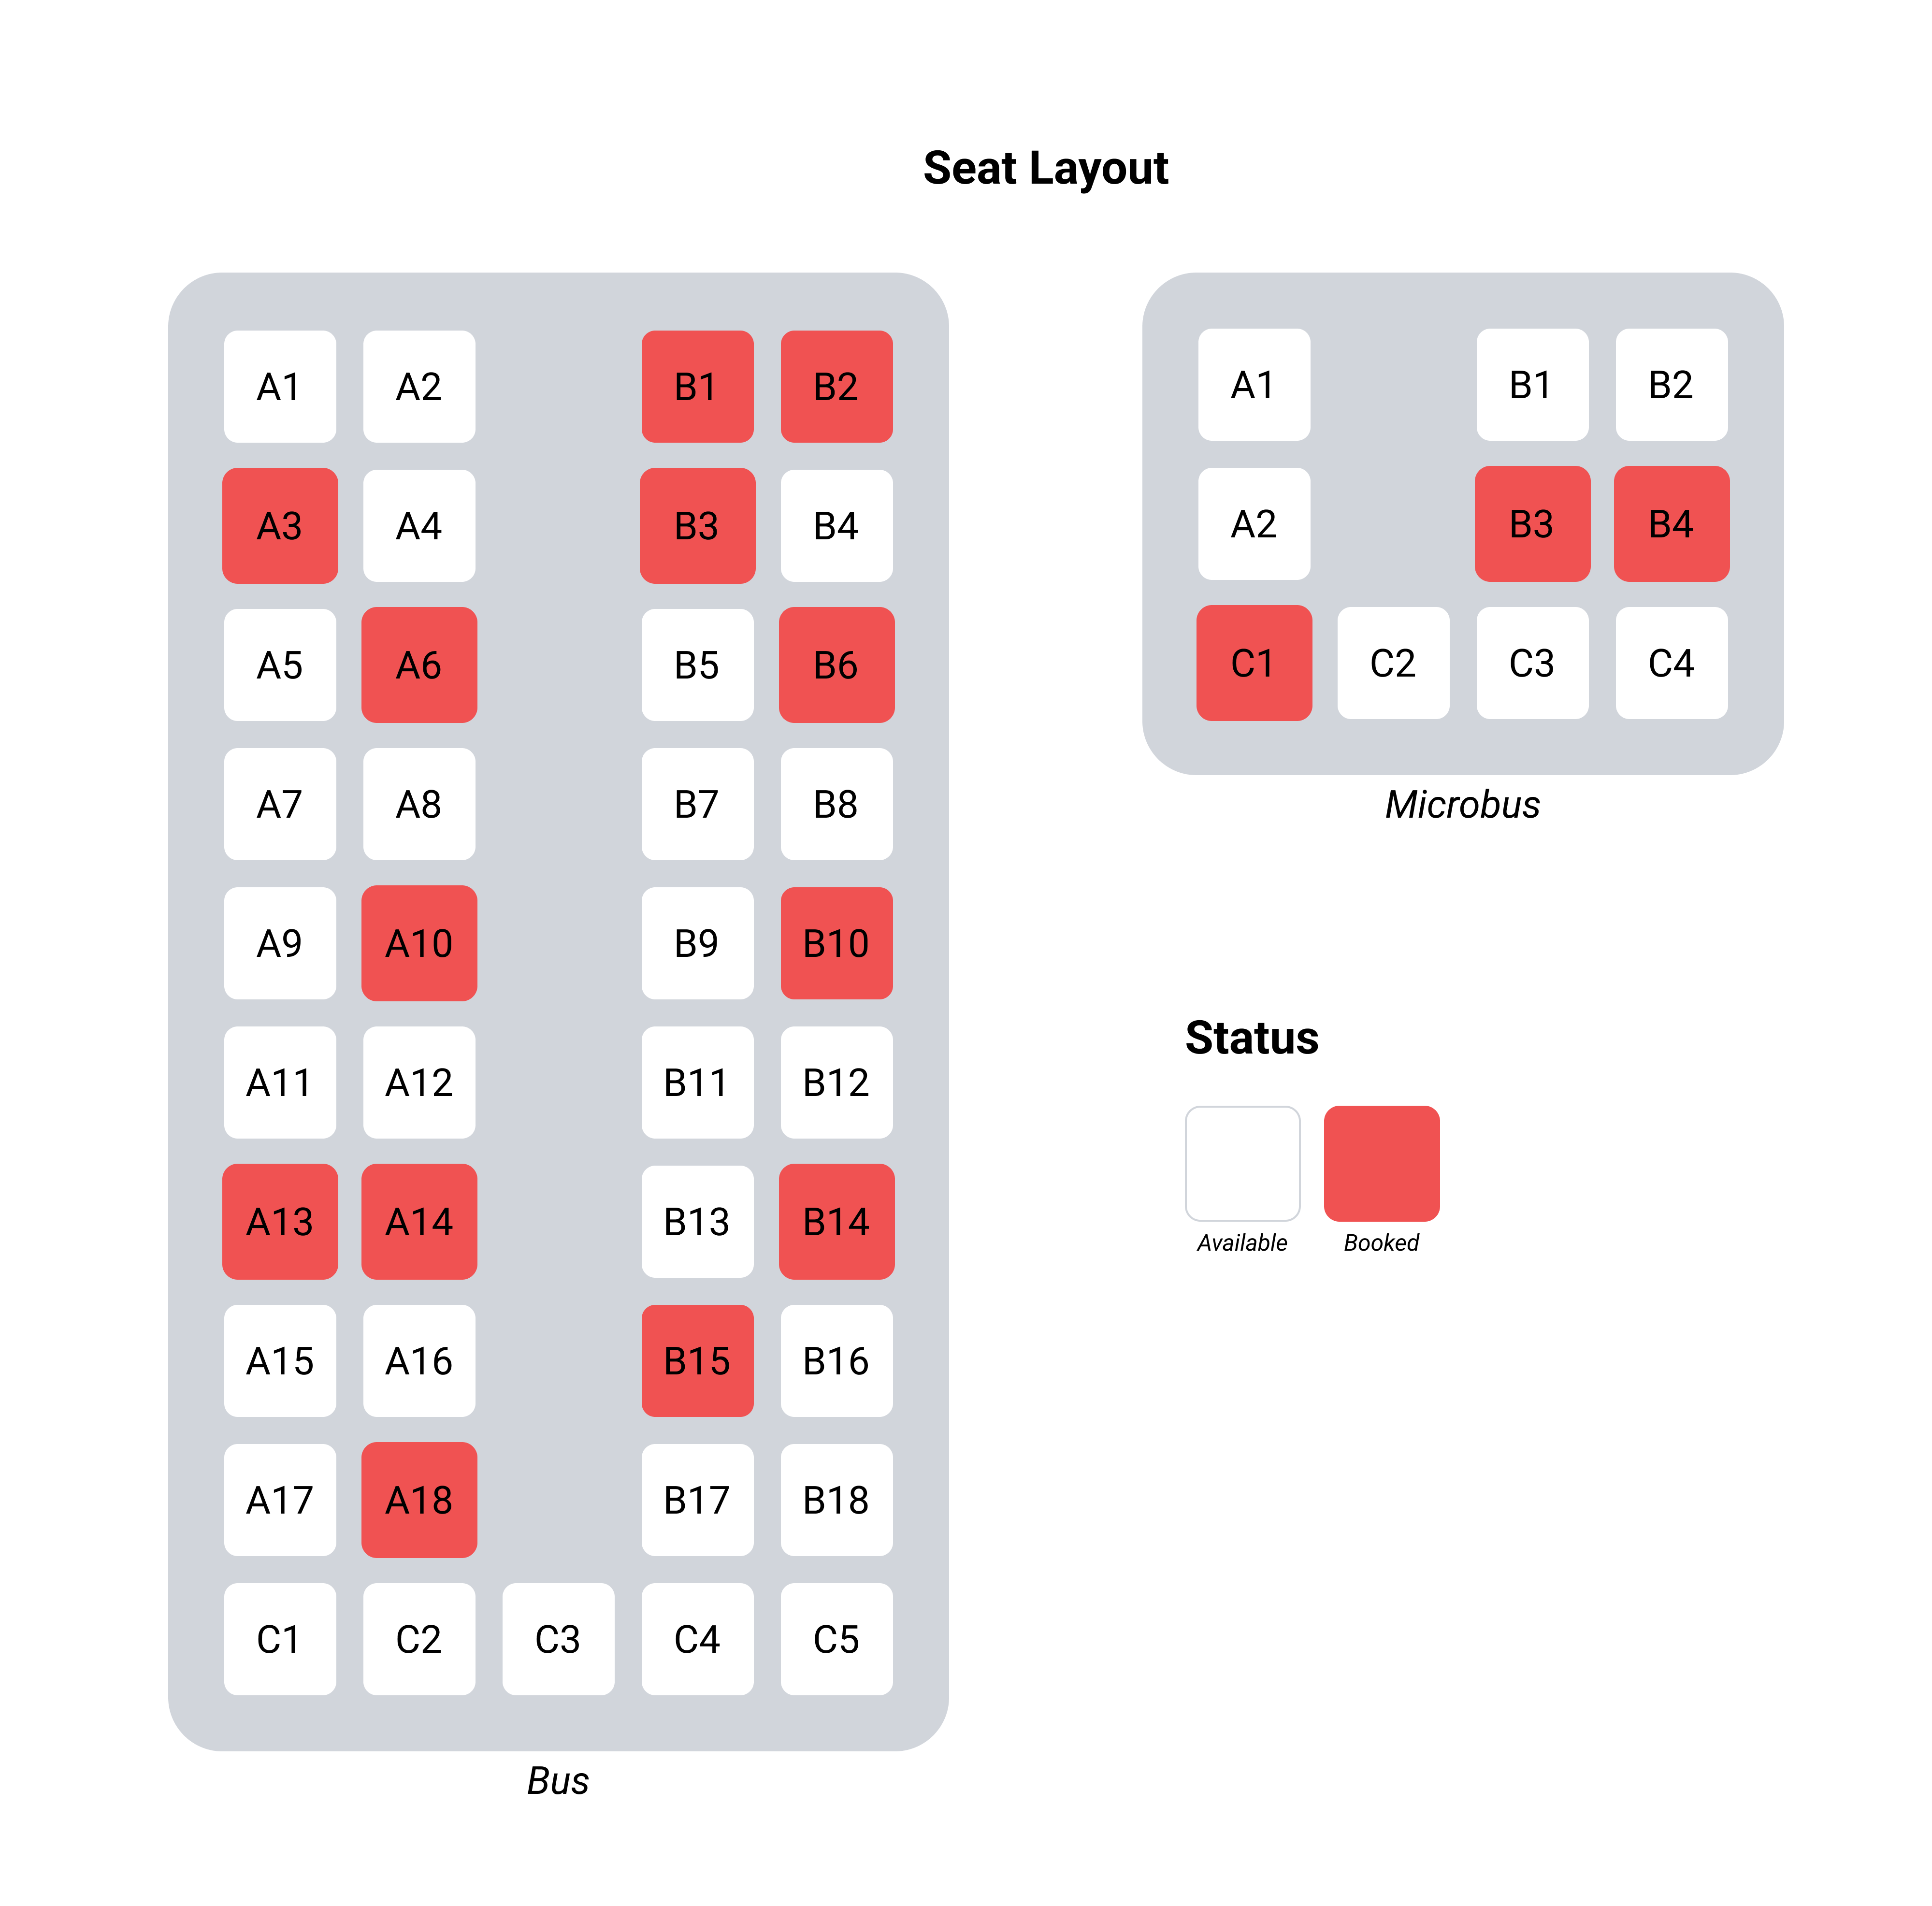 Seat Layout
A1 A2 B1 B2
A3 A4 B3 B4
A5 A6 B5 B6
A7 A8 B7 B8
A9 A10 B9 B10
A11 A12 B11 B12
A13 A14 B13 B14
A15 A16 B15 B16
A17 A18 B17 B18
C1 C2 C3 C4 C5
Bus
A1 B1 B2
A2 B3 B4
C1 C2 C3 C4
Microbus
Status
Available Booked